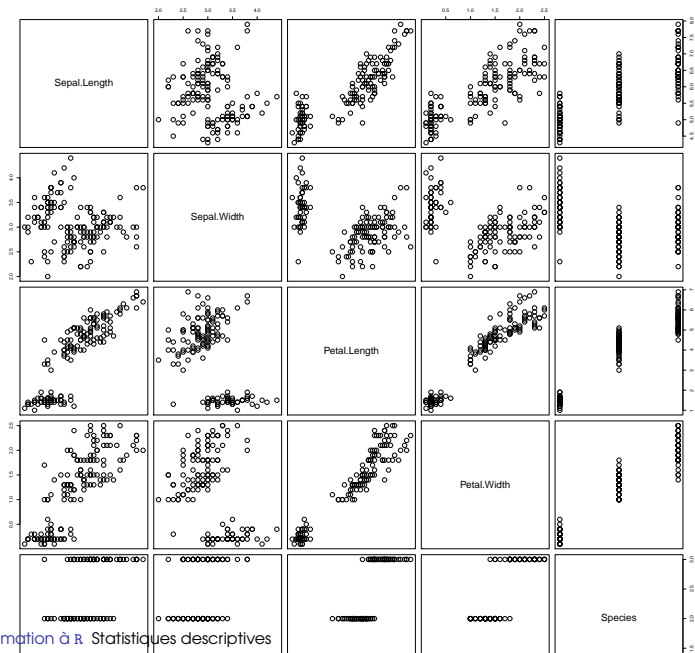 2.0 2.5 3.0 3.5 4.0 0.5 1.0 1.5 2.0 2.5
Sepal.Length
4.5 5.0 5.5 6.0 6.5 7.0 7.5 8.0
2.0 2.5 3.0 3.5 4.0
Sepal.Width
Petal.Length
1 2 3 4 5 6 7
0.5 1.0 1.5 2.0 2.5
Petal.Width
Species
1.5 2.0 2.5 3.0
mation à R Statistiques descriptives